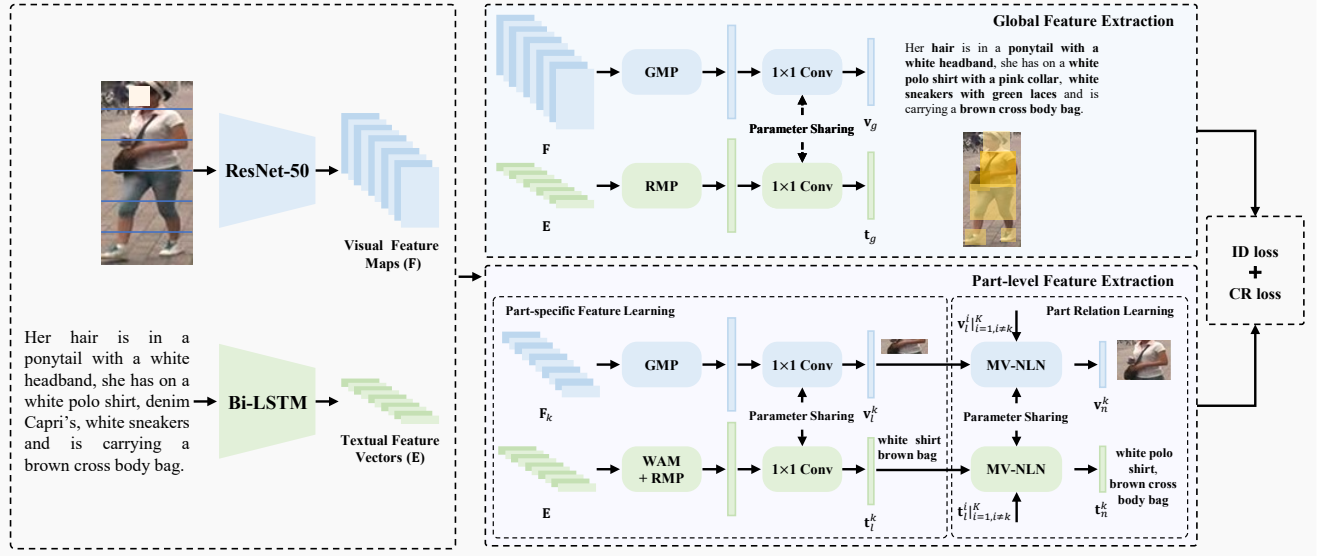 ResNet-50
Visual Feature
Maps (F)
Her hair is in a
ponytail with a white
headband, she has on a
white polo shirt, denim
Capri's, white sneakers
and is carrying a
brown cross body bag.
Bi-LSTM
Textual Feature
Vectors (E)
Global Feature Extraction
F
GMP
1×1 Conv
v_g
Parameter Sharing
E
RMP
1×1 Conv
t_g
Her hair is in a ponytail with a
white headband, she has on a white
polo shirt with a pink collar, white
sneakers with green laces and is
carrying a brown cross body bag.
Part-level Feature Extraction
Part-specific Feature Learning
F_k
GMP
1×1 Conv
v_l^k
Parameter Sharing
E
WAM
+ RMP
1×1 Conv
t_l^k
white shirt
brown bag
Part Relation Learning
v_l^i|_{i=1,i≠k}^K
MV-NLN
v_n^k
Parameter Sharing
MV-NLN
t_l^i|_{i=1,i≠k}^K
t_n^k
white polo
shirt,
brown cross
body bag
ID loss
+
CR loss